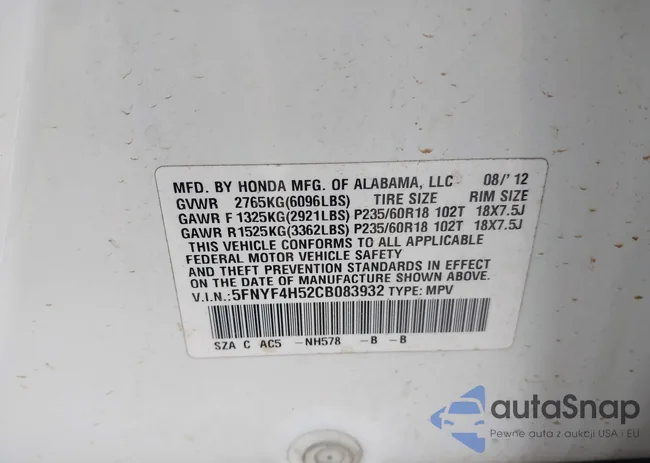 MFD. BY HONDA MFG. OF ALABAMA, LLC 08/'12
GVWR 2765KG(6096LBS) TIRE SIZE RIM SIZE
GAWR F 1325KG(2921LBS) P235/60R18 102T 18X7.5J
GAWR R 1525KG(3362LBS) P235/60R18 102T 18X7.5J
THIS VEHICLE CONFORMS TO ALL APPLICABLE
FEDERAL MOTOR VEHICLE SAFETY
AND THEFT PREVENTION STANDARDS IN EFFECT
ON THE DATE OF MANUFACTURE SHOWN ABOVE.
V.I.N.:5FNYF4H52CB083932 TYPE: MPV
SZA C AC5 -NH578 -B -B
autaSnap
Pewne auta z aukcji USA i EU